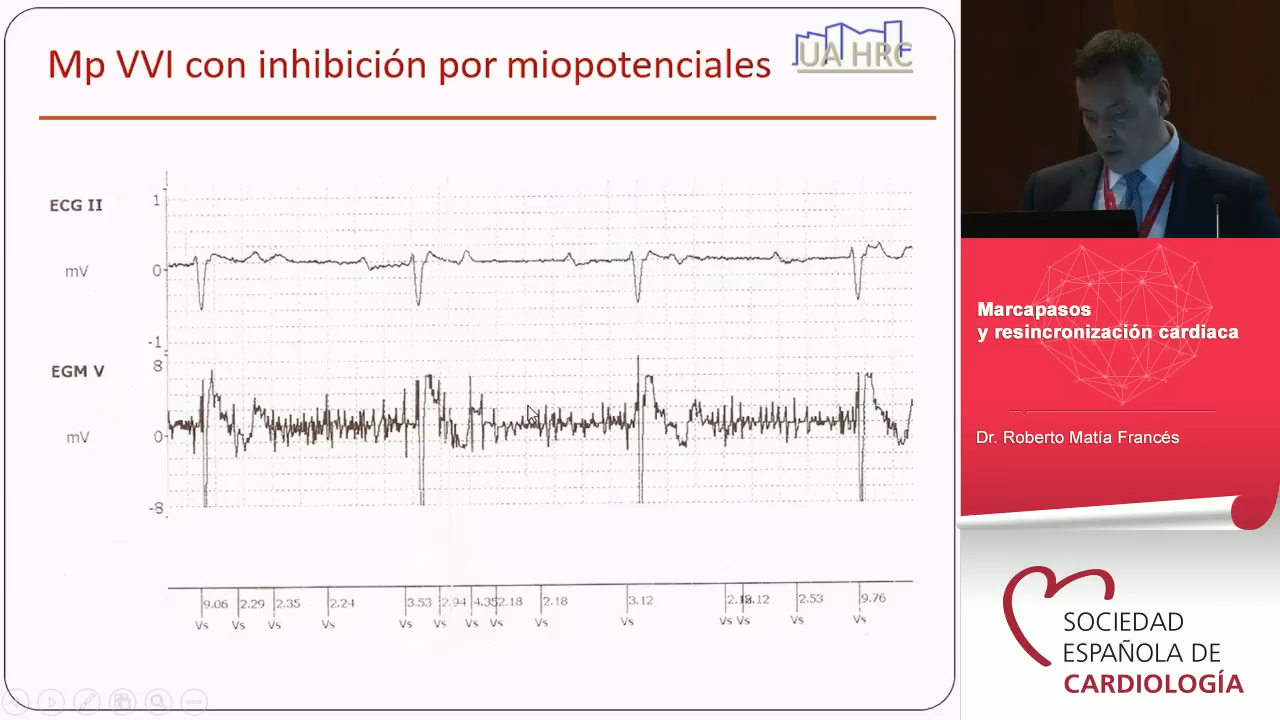 Mp VVI con inhibición por miopotenciales
UA HRC
ECG II
mV
1
0
-1
EGM V
mV
8
0
-8
9.06 2.29 2.35 2.24 3.53 2.94 4.35 2.18 2.18 3.12 3.12 2.53 9.76
Vs Vs Vs Vs Vs Vs Vs Vs Vs Vs Vs Vs Vs Vs
Marcapasos
y resincronización cardiaca
Dr. Roberto Matía Francés
SOCIEDAD
ESPAÑOLA DE
CARDIOLOGÍA